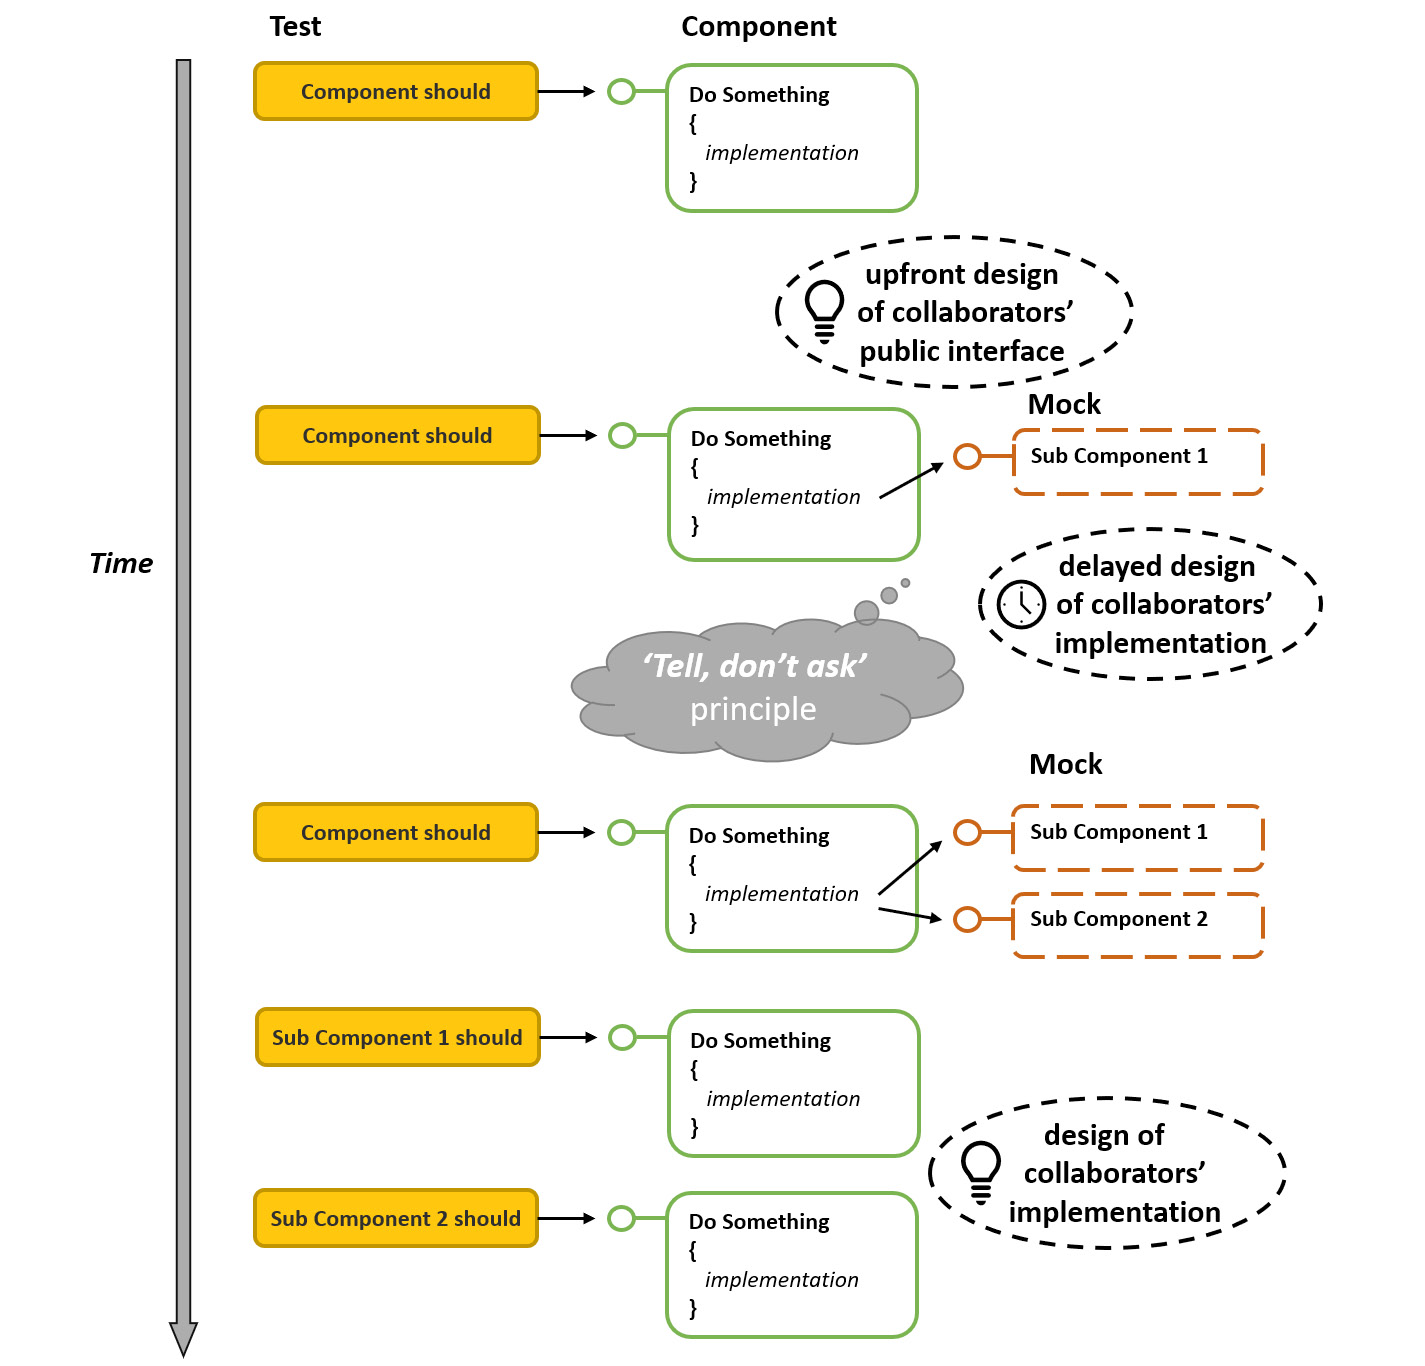 Test
Component
Component should
Do Something
{
implementation
}
upfront design
of collaborators’
public interface
Mock
Component should
Do Something
{
implementation
}
Sub Component 1
Time
delayed design
of collaborators’
implementation
‘Tell, don’t ask’
principle
Mock
Component should
Do Something
{
implementation
}
Sub Component 1
Sub Component 2
Sub Component 1 should
Do Something
{
implementation
}
design of
collaborators’
implementation
Sub Component 2 should
Do Something
{
implementation
}